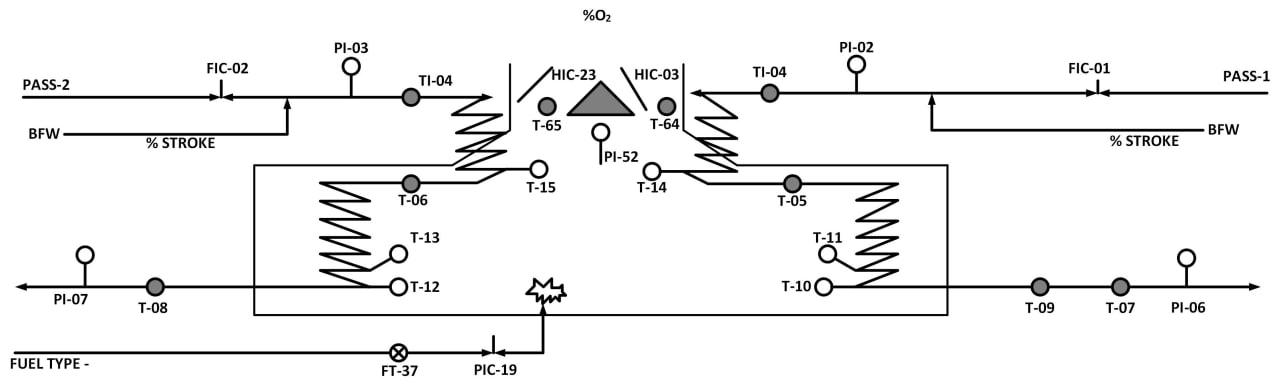 %O₂
PI-03
PI-02
FIC-02
HIC-23
HIC-03
FIC-01
PASS-2
TI-04
TI-04
PASS-1
T-65
T-64
BFW
% STROKE
% STROKE
BFW
PI-52
T-15
T-14
T-06
T-05
T-13
T-11
T-12
T-10
PI-07
T-08
T-09
T-07
PI-06
FUEL TYPE -
FT-37
PIC-19